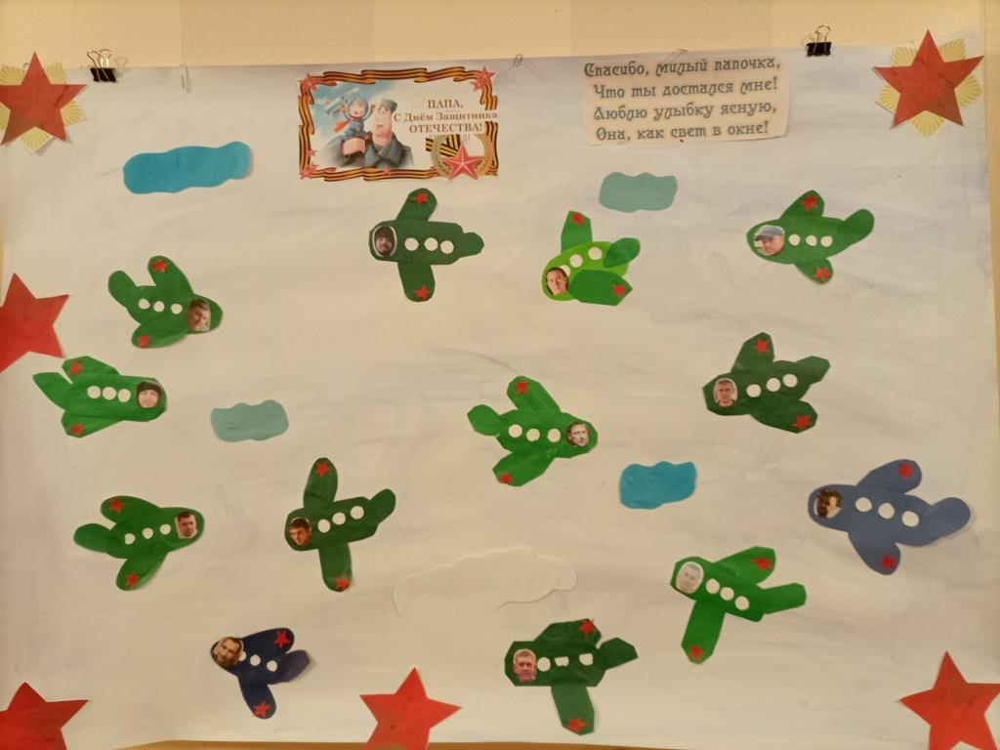 ПАПА,
С Днём Защитника
ОТЕЧЕСТВА!
Спасибо, милый папочка,
Что ты достался мне!
Люблю улыбку ясную,
Она, как свет в окне!